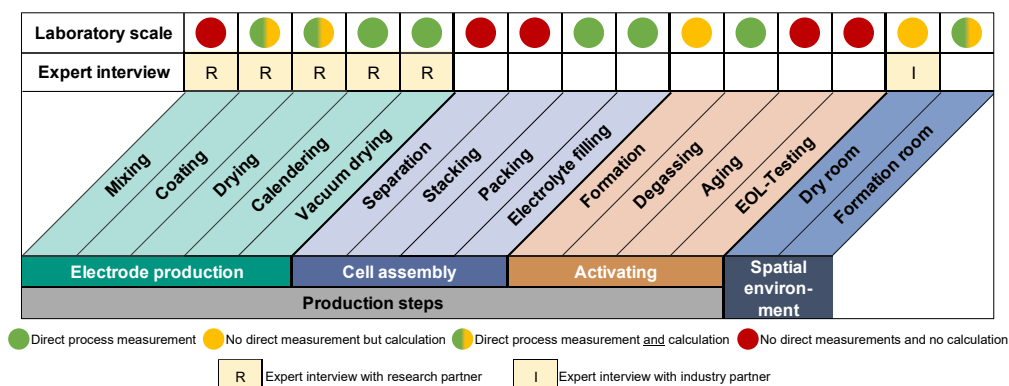 Laboratory scale
Expert interview
R R R R R I
Mixing
Coating
Drying
Calendering
Vacuum drying
Separation
Stacking
Packing
Electrolyte filling
Formation
Degassing
Aging
EOL-Testing
Dry room
Formation room
Electrode production
Cell assembly
Activating
Spatial
environ-
ment
Production steps
Direct process measurement
No direct measurement but calculation
Direct process measurement and calculation
No direct measurements and no calculation
R Expert interview with research partner
I Expert interview with industry partner